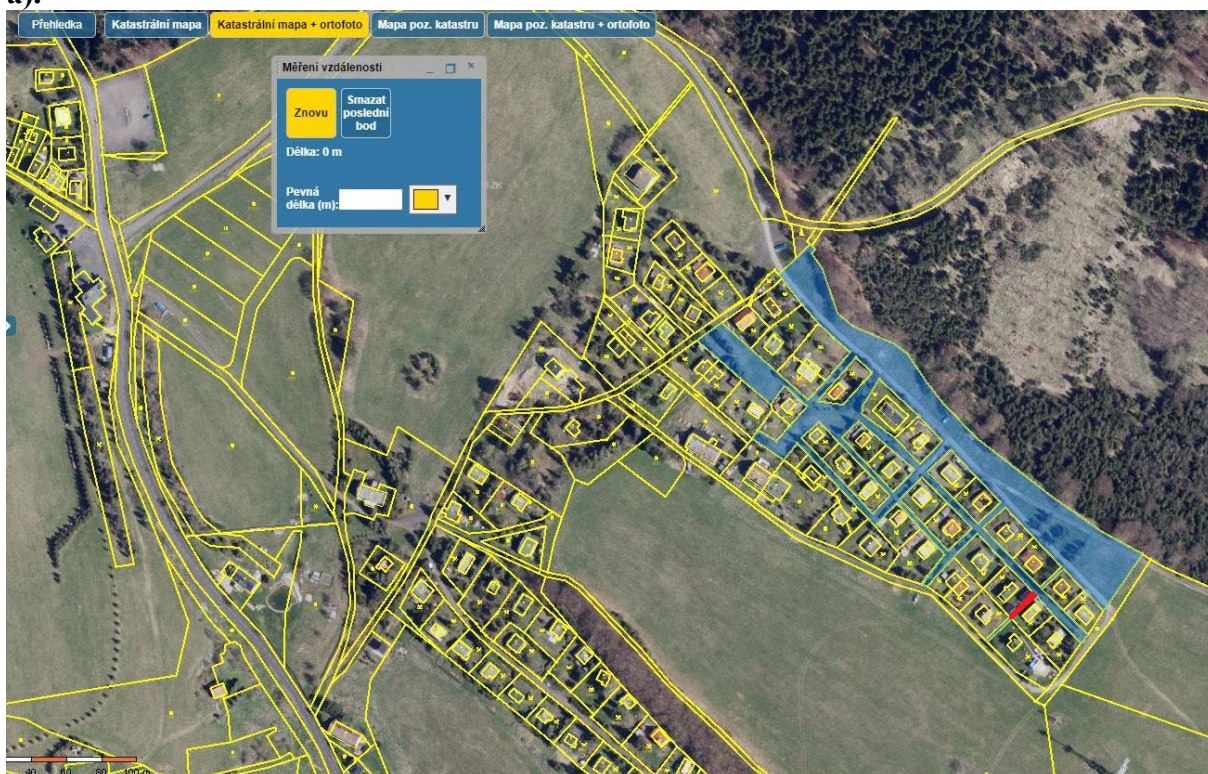 a).
Přehledka Katastrální mapa Katastrální mapa + ortofoto Mapa poz. katastru Mapa poz. katastru + ortofoto
Měření vzdálenosti
Znovu
Smazat
poslední
bod
Délka: 0 m
Pevná
délka (m):
40 60 80 100 m